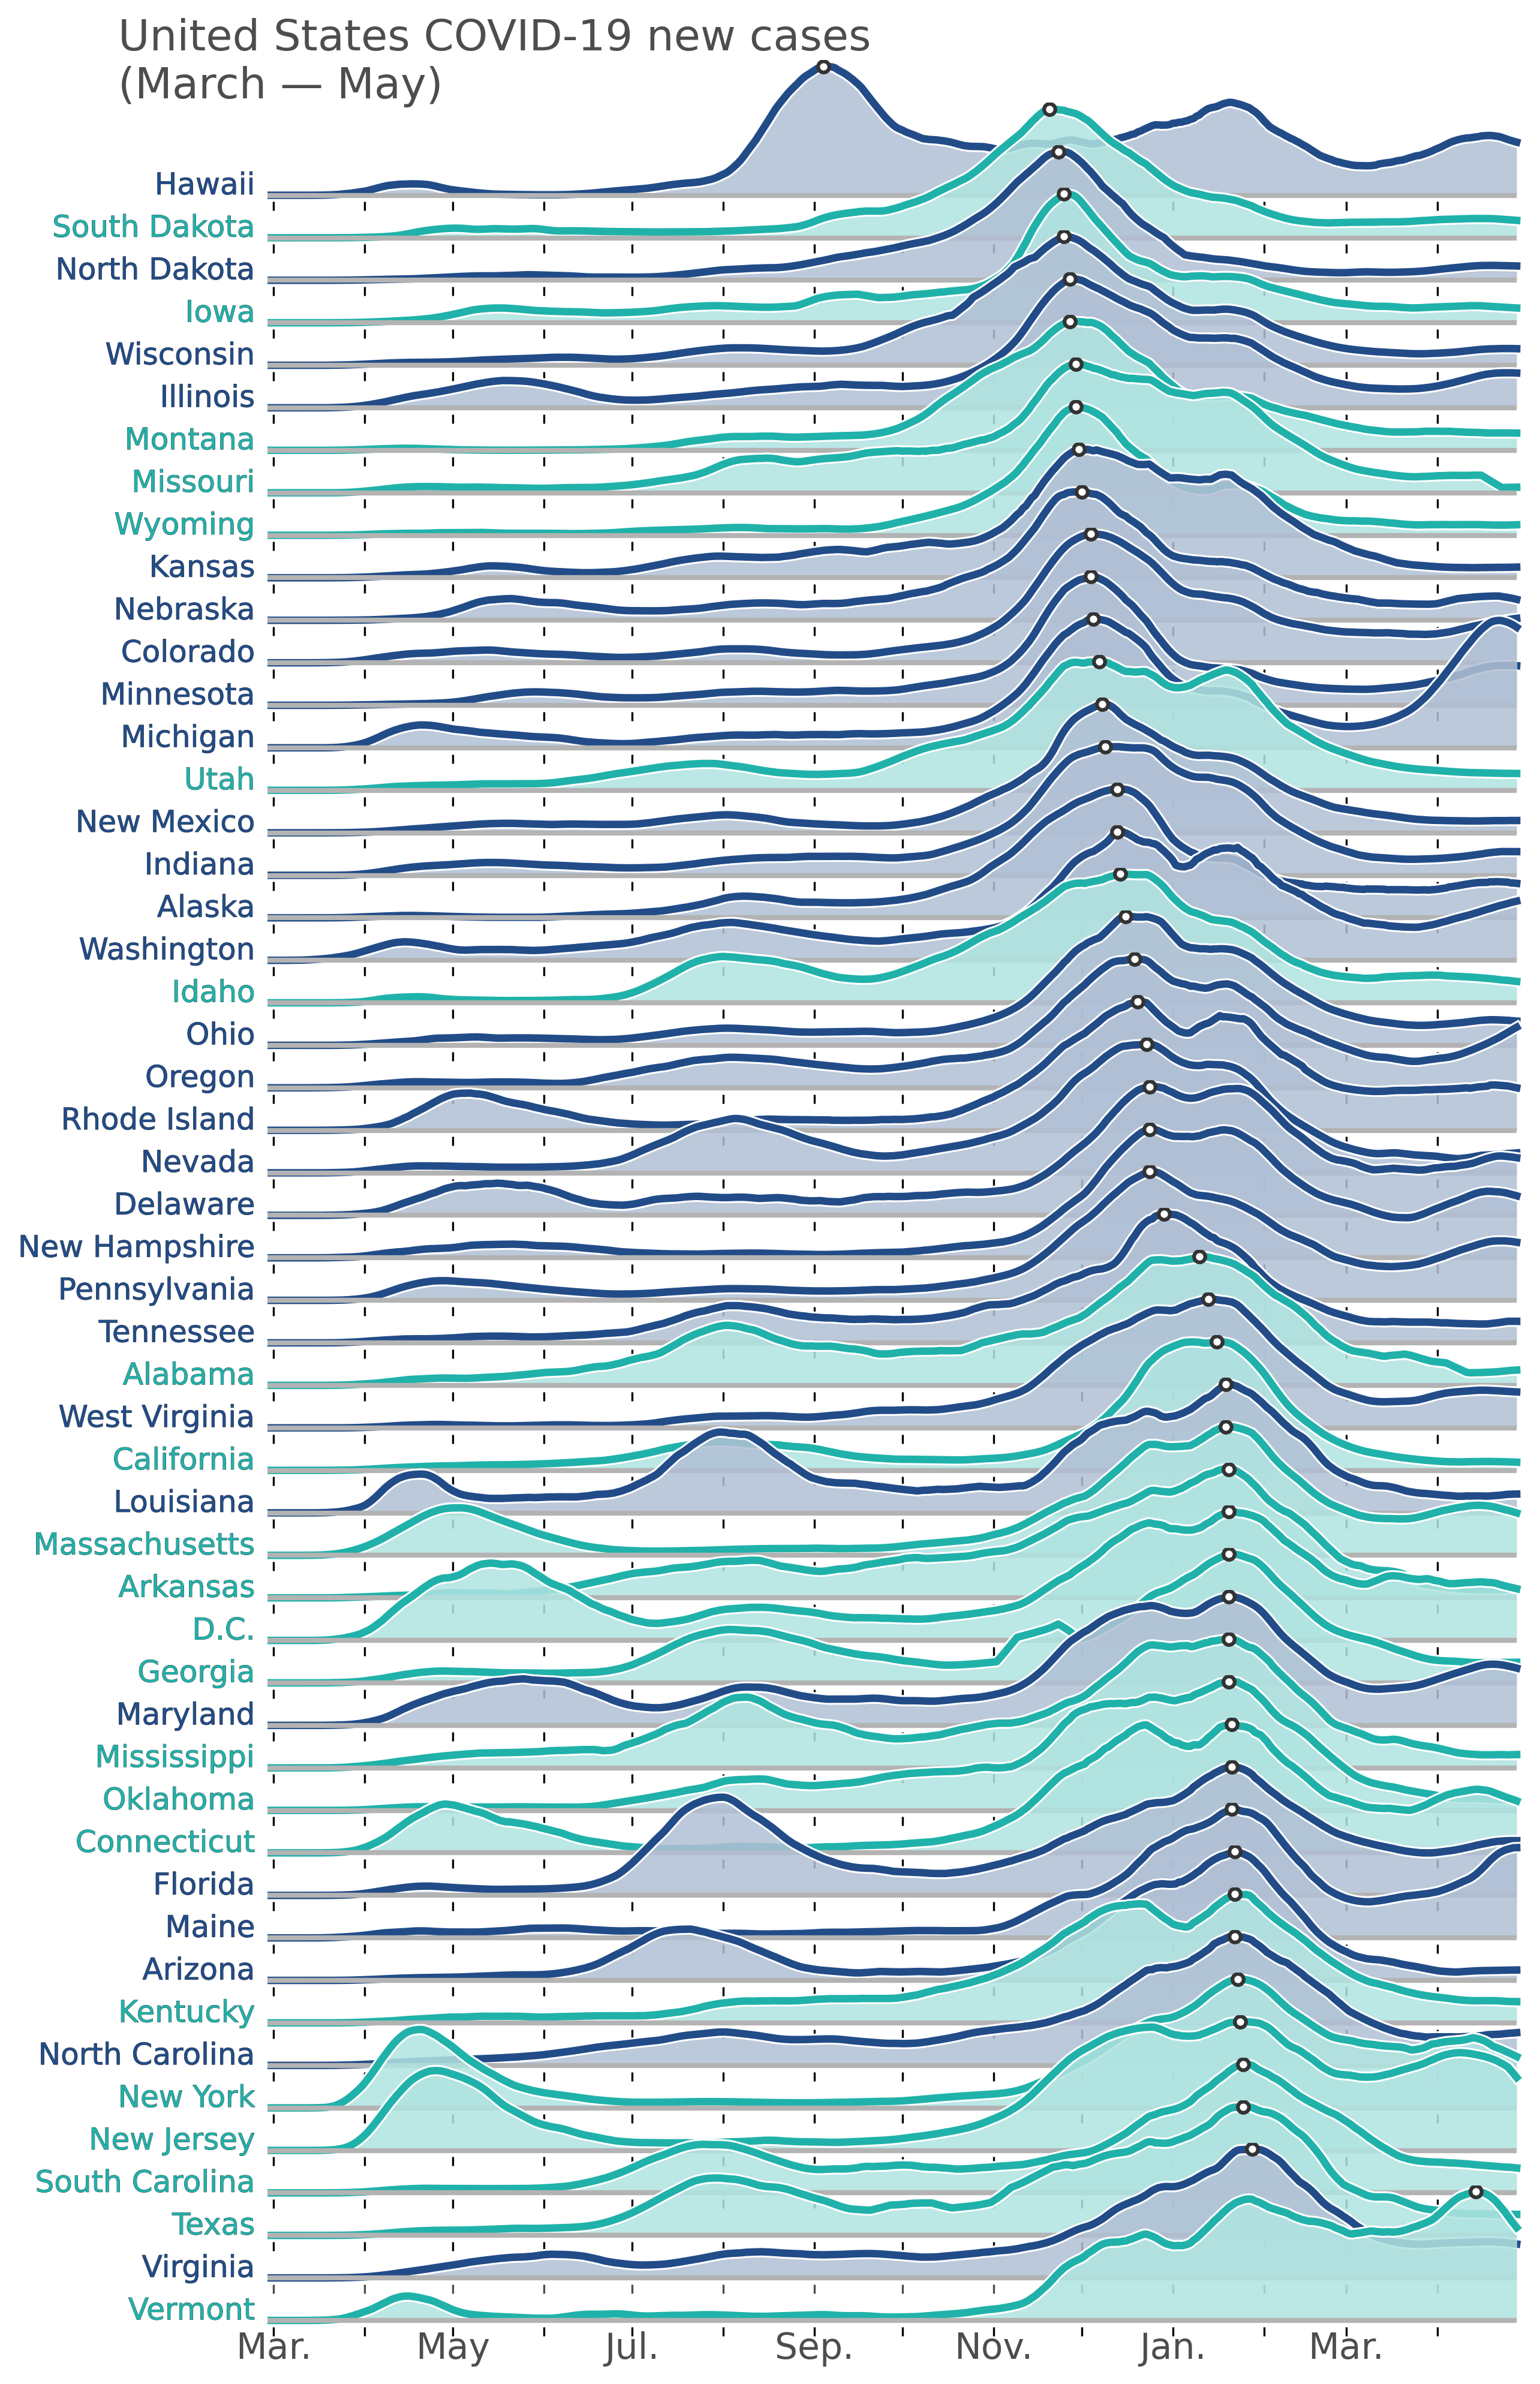 United States COVID-19 new cases
(March — May)
Hawaii
South Dakota
North Dakota
Iowa
Wisconsin
Illinois
Montana
Missouri
Wyoming
Kansas
Nebraska
Colorado
Minnesota
Michigan
Utah
New Mexico
Indiana
Alaska
Washington
Idaho
Ohio
Oregon
Rhode Island
Nevada
Delaware
New Hampshire
Pennsylvania
Tennessee
Alabama
West Virginia
California
Louisiana
Massachusetts
Arkansas
D.C.
Georgia
Maryland
Mississippi
Oklahoma
Connecticut
Florida
Maine
Arizona
Kentucky
North Carolina
New York
New Jersey
South Carolina
Texas
Virginia
Vermont
Mar. May Jul. Sep. Nov. Jan. Mar.